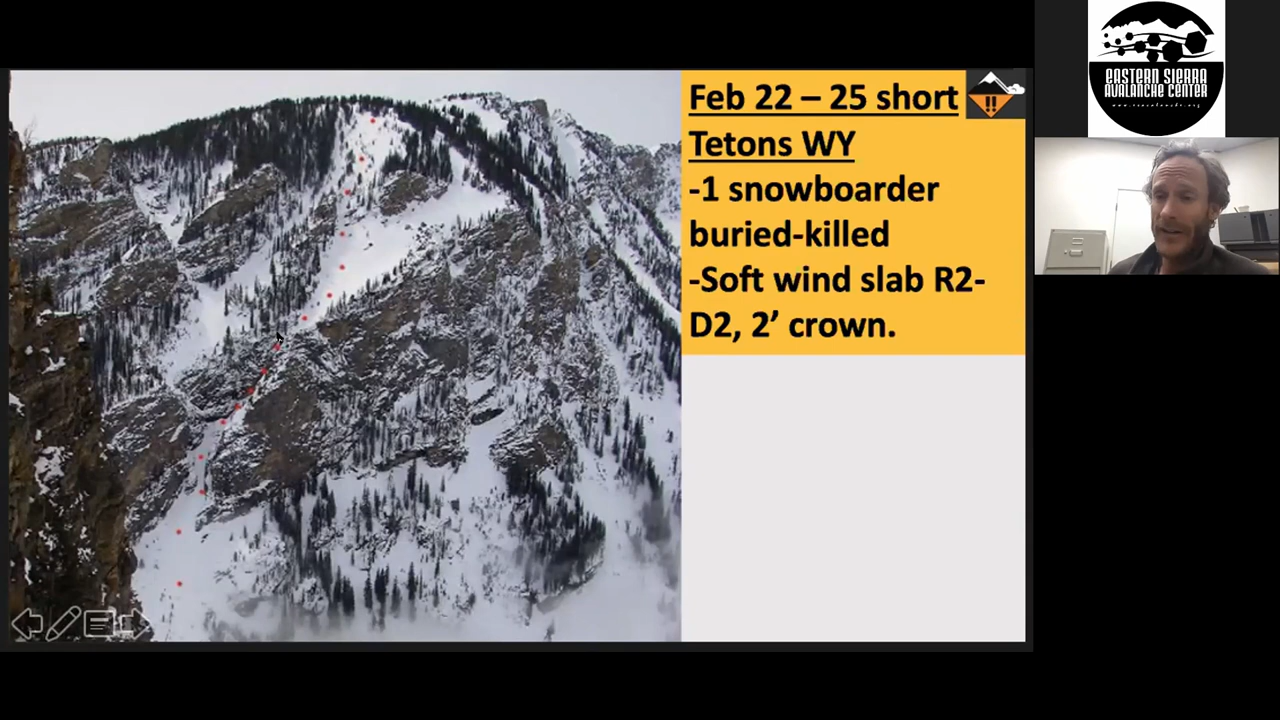 Feb 22 – 25 short
Tetons WY
-1 snowboarder
buried-killed
-Soft wind slab R2-
D2, 2’ crown.
!!
EASTERN SIERRA
AVALANCHE CENTER